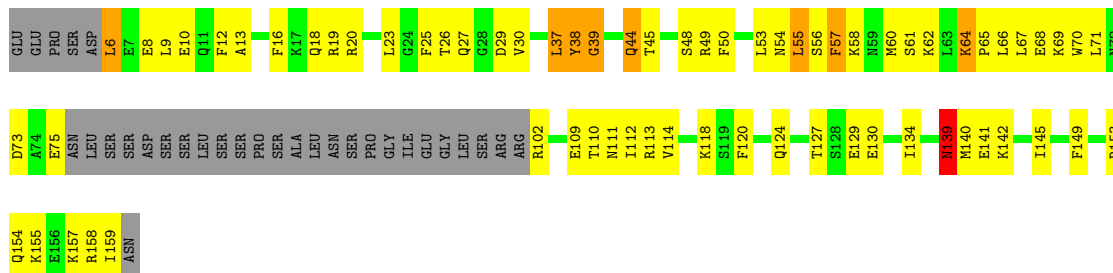 GLU GLU PRO SER ASP L6 E7 E8 L9 E10 Q11 F12 A13 F16 K17 Q18 R19 R20 L23 G24 F25 T26 Q27 G28 D29 V30 L37 Y38 G39 Q44 T45 S48 R49 F50 L53 N54 L55 S56 F57 K58 N59 M60 S61 K62 L63 K64 P65 L66 L67 E68 K69 W70 L71
D73 A74 E75 ASN LEU SER SER ASP SER SER LEU SER SER PRO SER ALA LEU ASN SER PRO GLY ILE GLU GLY LEU SER ARG ARG R102 E109 T110 N111 I112 R113 V114 K118 S119 F120 Q124 T127 S128 E129 E130 I134 N139 M140 E141 K142 I145 F149
Q154 K155 E156 K157 R158 I159 ASN